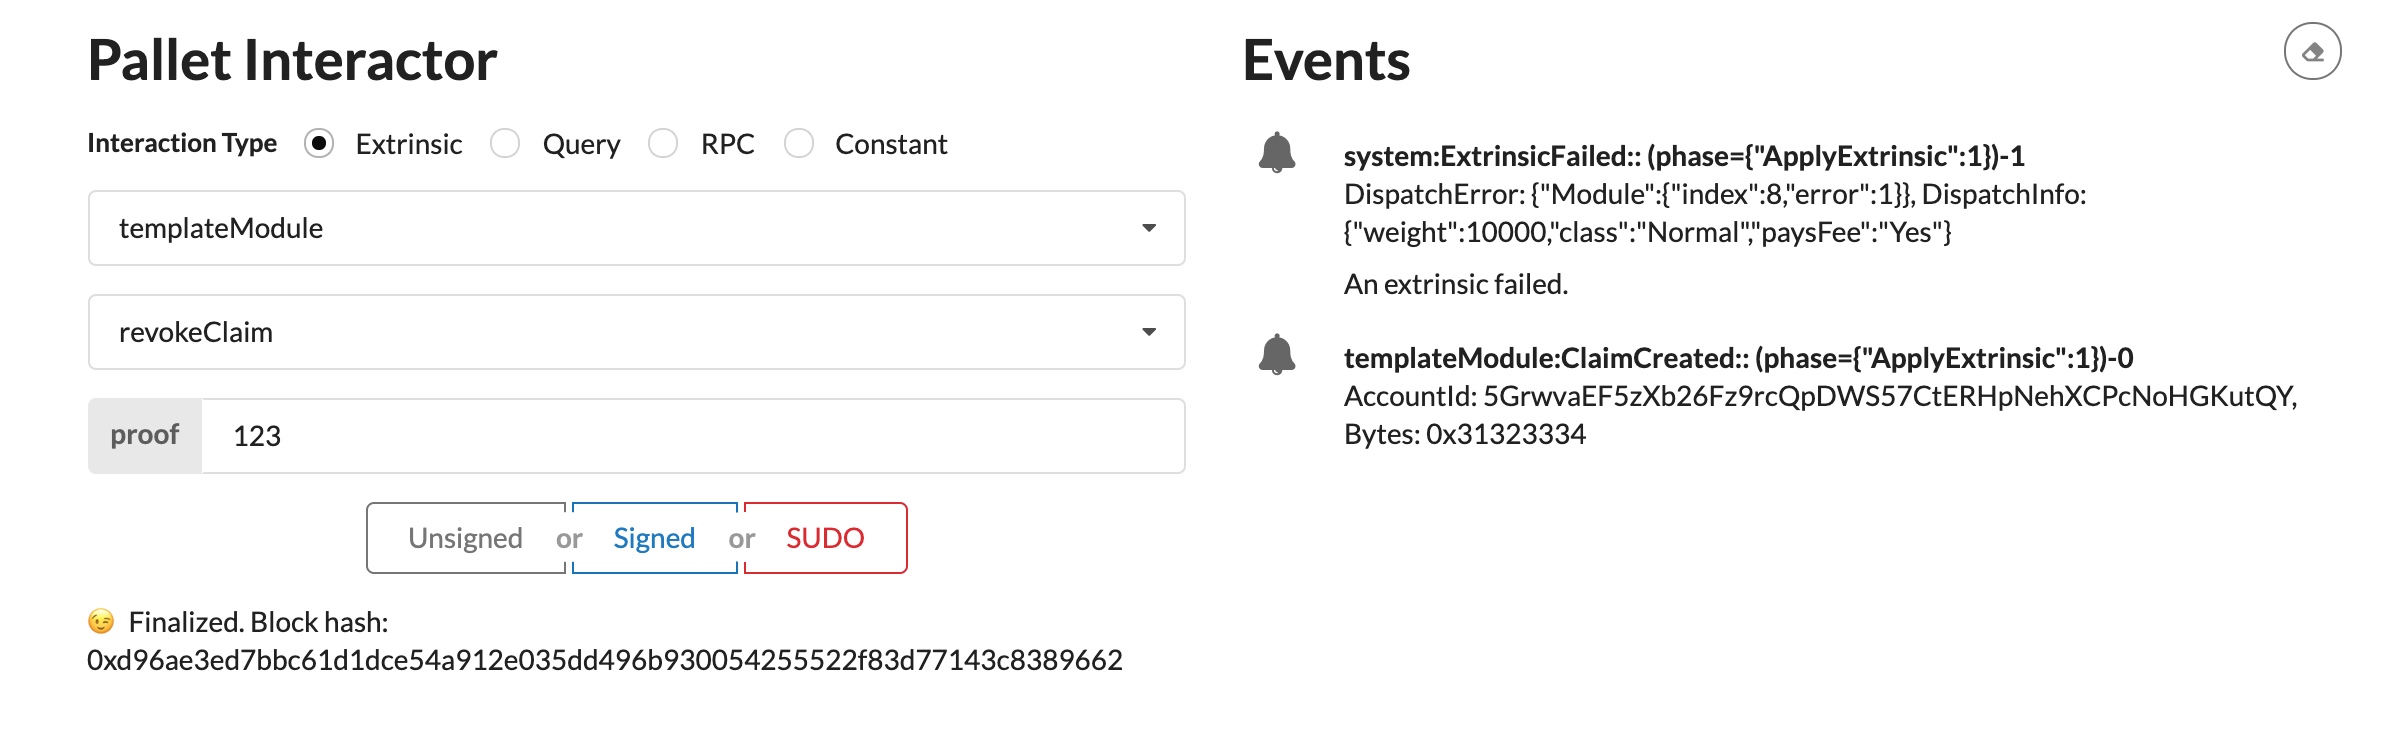 Pallet Interactor
Interaction Type Extrinsic Query RPC Constant
templateModule
revokeClaim
proof 123
Unsigned or Signed or SUDO
😉 Finalized. Block hash:
0xd96ae3ed7bbc61d1dce54a912e035dd496b930054255522f83d77143c8389662
Events
system:ExtrinsicFailed:: (phase={"ApplyExtrinsic":1})-1
DispatchError: {"Module":{"index":8,"error":1}}, DispatchInfo:
{"weight":10000,"class":"Normal","paysFee":"Yes"}
An extrinsic failed.
templateModule:ClaimCreated:: (phase={"ApplyExtrinsic":1})-0
AccountId: 5GrwvaEF5zXb26Fz9rcQpDWS57CtERHpNehXCPcNoHGKutQY,
Bytes: 0x31323334